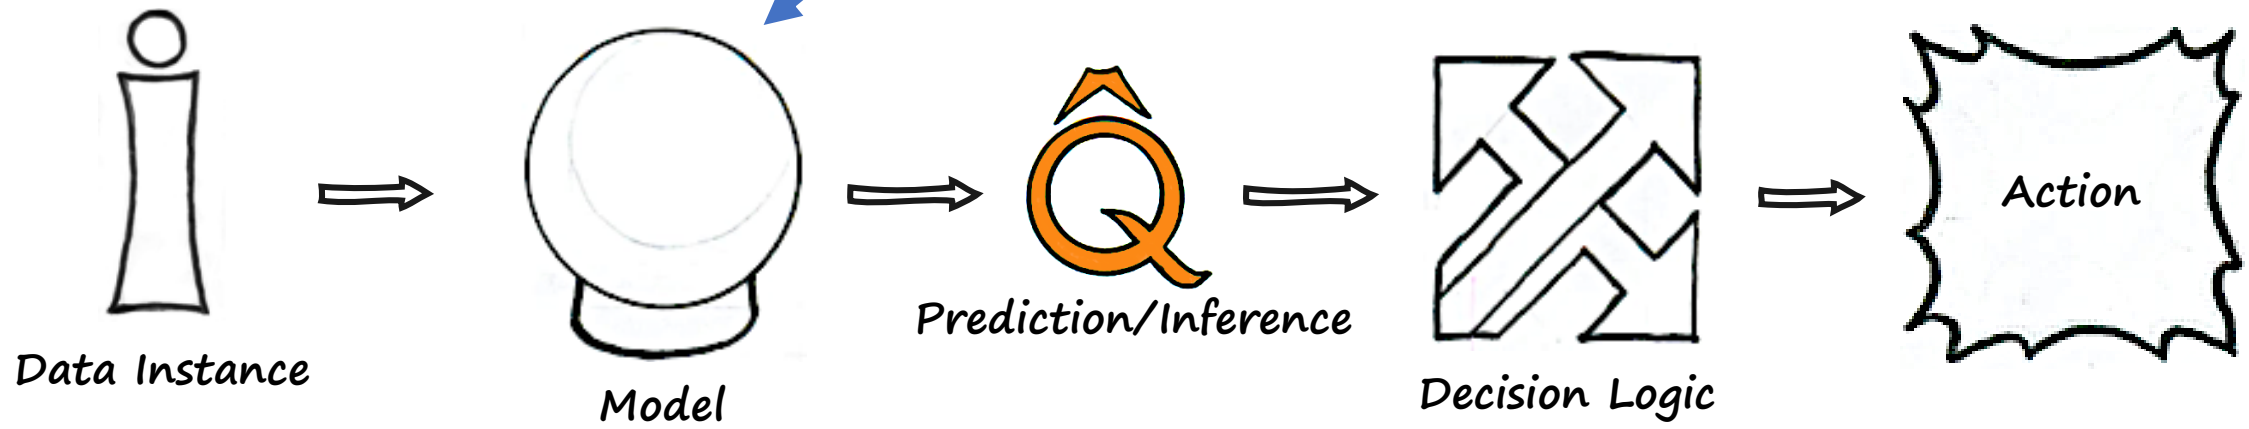 i
Data Instance
Model
Q̂
Prediction/Inference
Decision Logic
Action